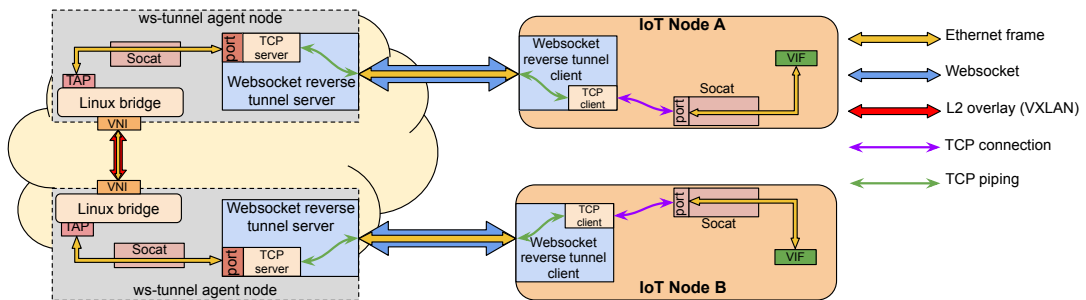 ws-tunnel agent node
port
TCP
server
Socat
TAP
Websocket reverse
tunnel server
Linux bridge
VNI
IoT Node A
Websocket
reverse tunnel
client
TCP
client
port
Socat
VIF
Ethernet frame
Websocket
L2 overlay (VXLAN)
TCP connection
TCP piping
VNI
Linux bridge
TAP
Socat
Websocket reverse
tunnel server
port
TCP
server
ws-tunnel agent node
TCP
client
Websocket
reverse tunnel
client
port
Socat
VIF
IoT Node B